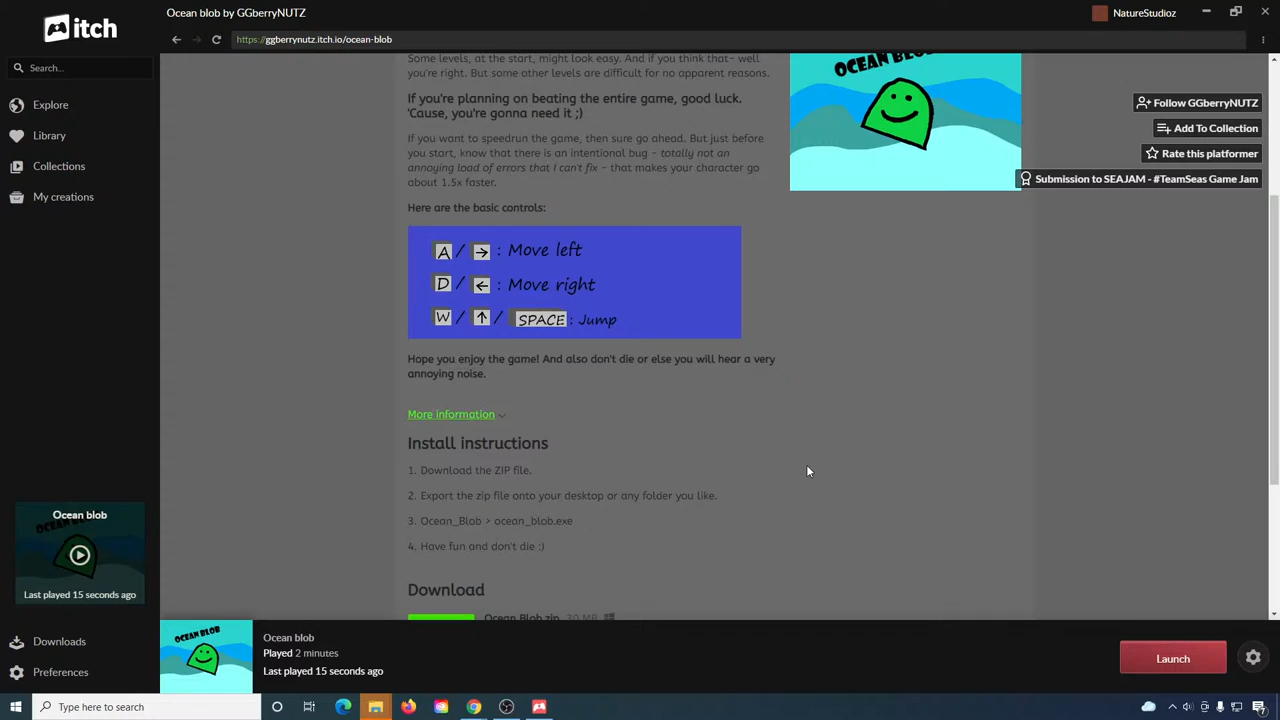 itch
Ocean blob by GGberryNUTZ
NatureStudioz
https://ggberrynutz.itch.io/ocean-blob
Search...
Explore
Library
Collections
My creations
Some levels, at the start, might look easy. And if you think that- well
you're right. But some other levels are difficult for no apparent reasons.
If you're planning on beating the entire game, good luck.
'Cause, you're gonna need it ;)
If you want to speedrun the game, then sure go ahead. But just before
you start, know that there is an intentional bug - totally not an
annoying load of errors that I can't fix - that makes your character go
about 1.5x faster.
Here are the basic controls:
A / → : Move left
D / ← : Move right
W / ↑ / SPACE : Jump
Hope you enjoy the game! And also don't die or else you will hear a very
annoying noise.
More information
Install instructions
1. Download the ZIP file.
2. Export the zip file onto your desktop or any folder you like.
3. Ocean_Blob > ocean_blob.exe
4. Have fun and don't die :)
Download
Ocean Blob.zip 30 MB
OCEAN BLOB
Follow GGberryNUTZ
Add To Collection
Rate this platformer
Submission to SEAJAM - #TeamSeas Game Jam
Ocean blob
Last played 15 seconds ago
Downloads
Preferences
OCEAN BLOB
Ocean blob
Played 2 minutes
Last played 15 seconds ago
Launch
Type here to search